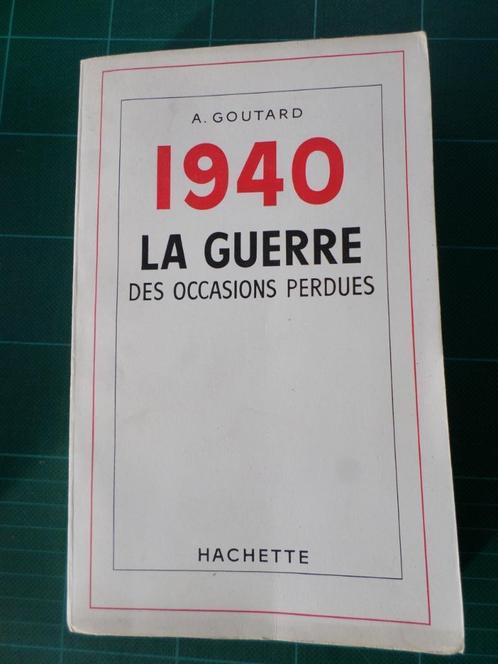 A. GOUTARD
1940
LA GUERRE
DES OCCASIONS PERDUES
HACHETTE